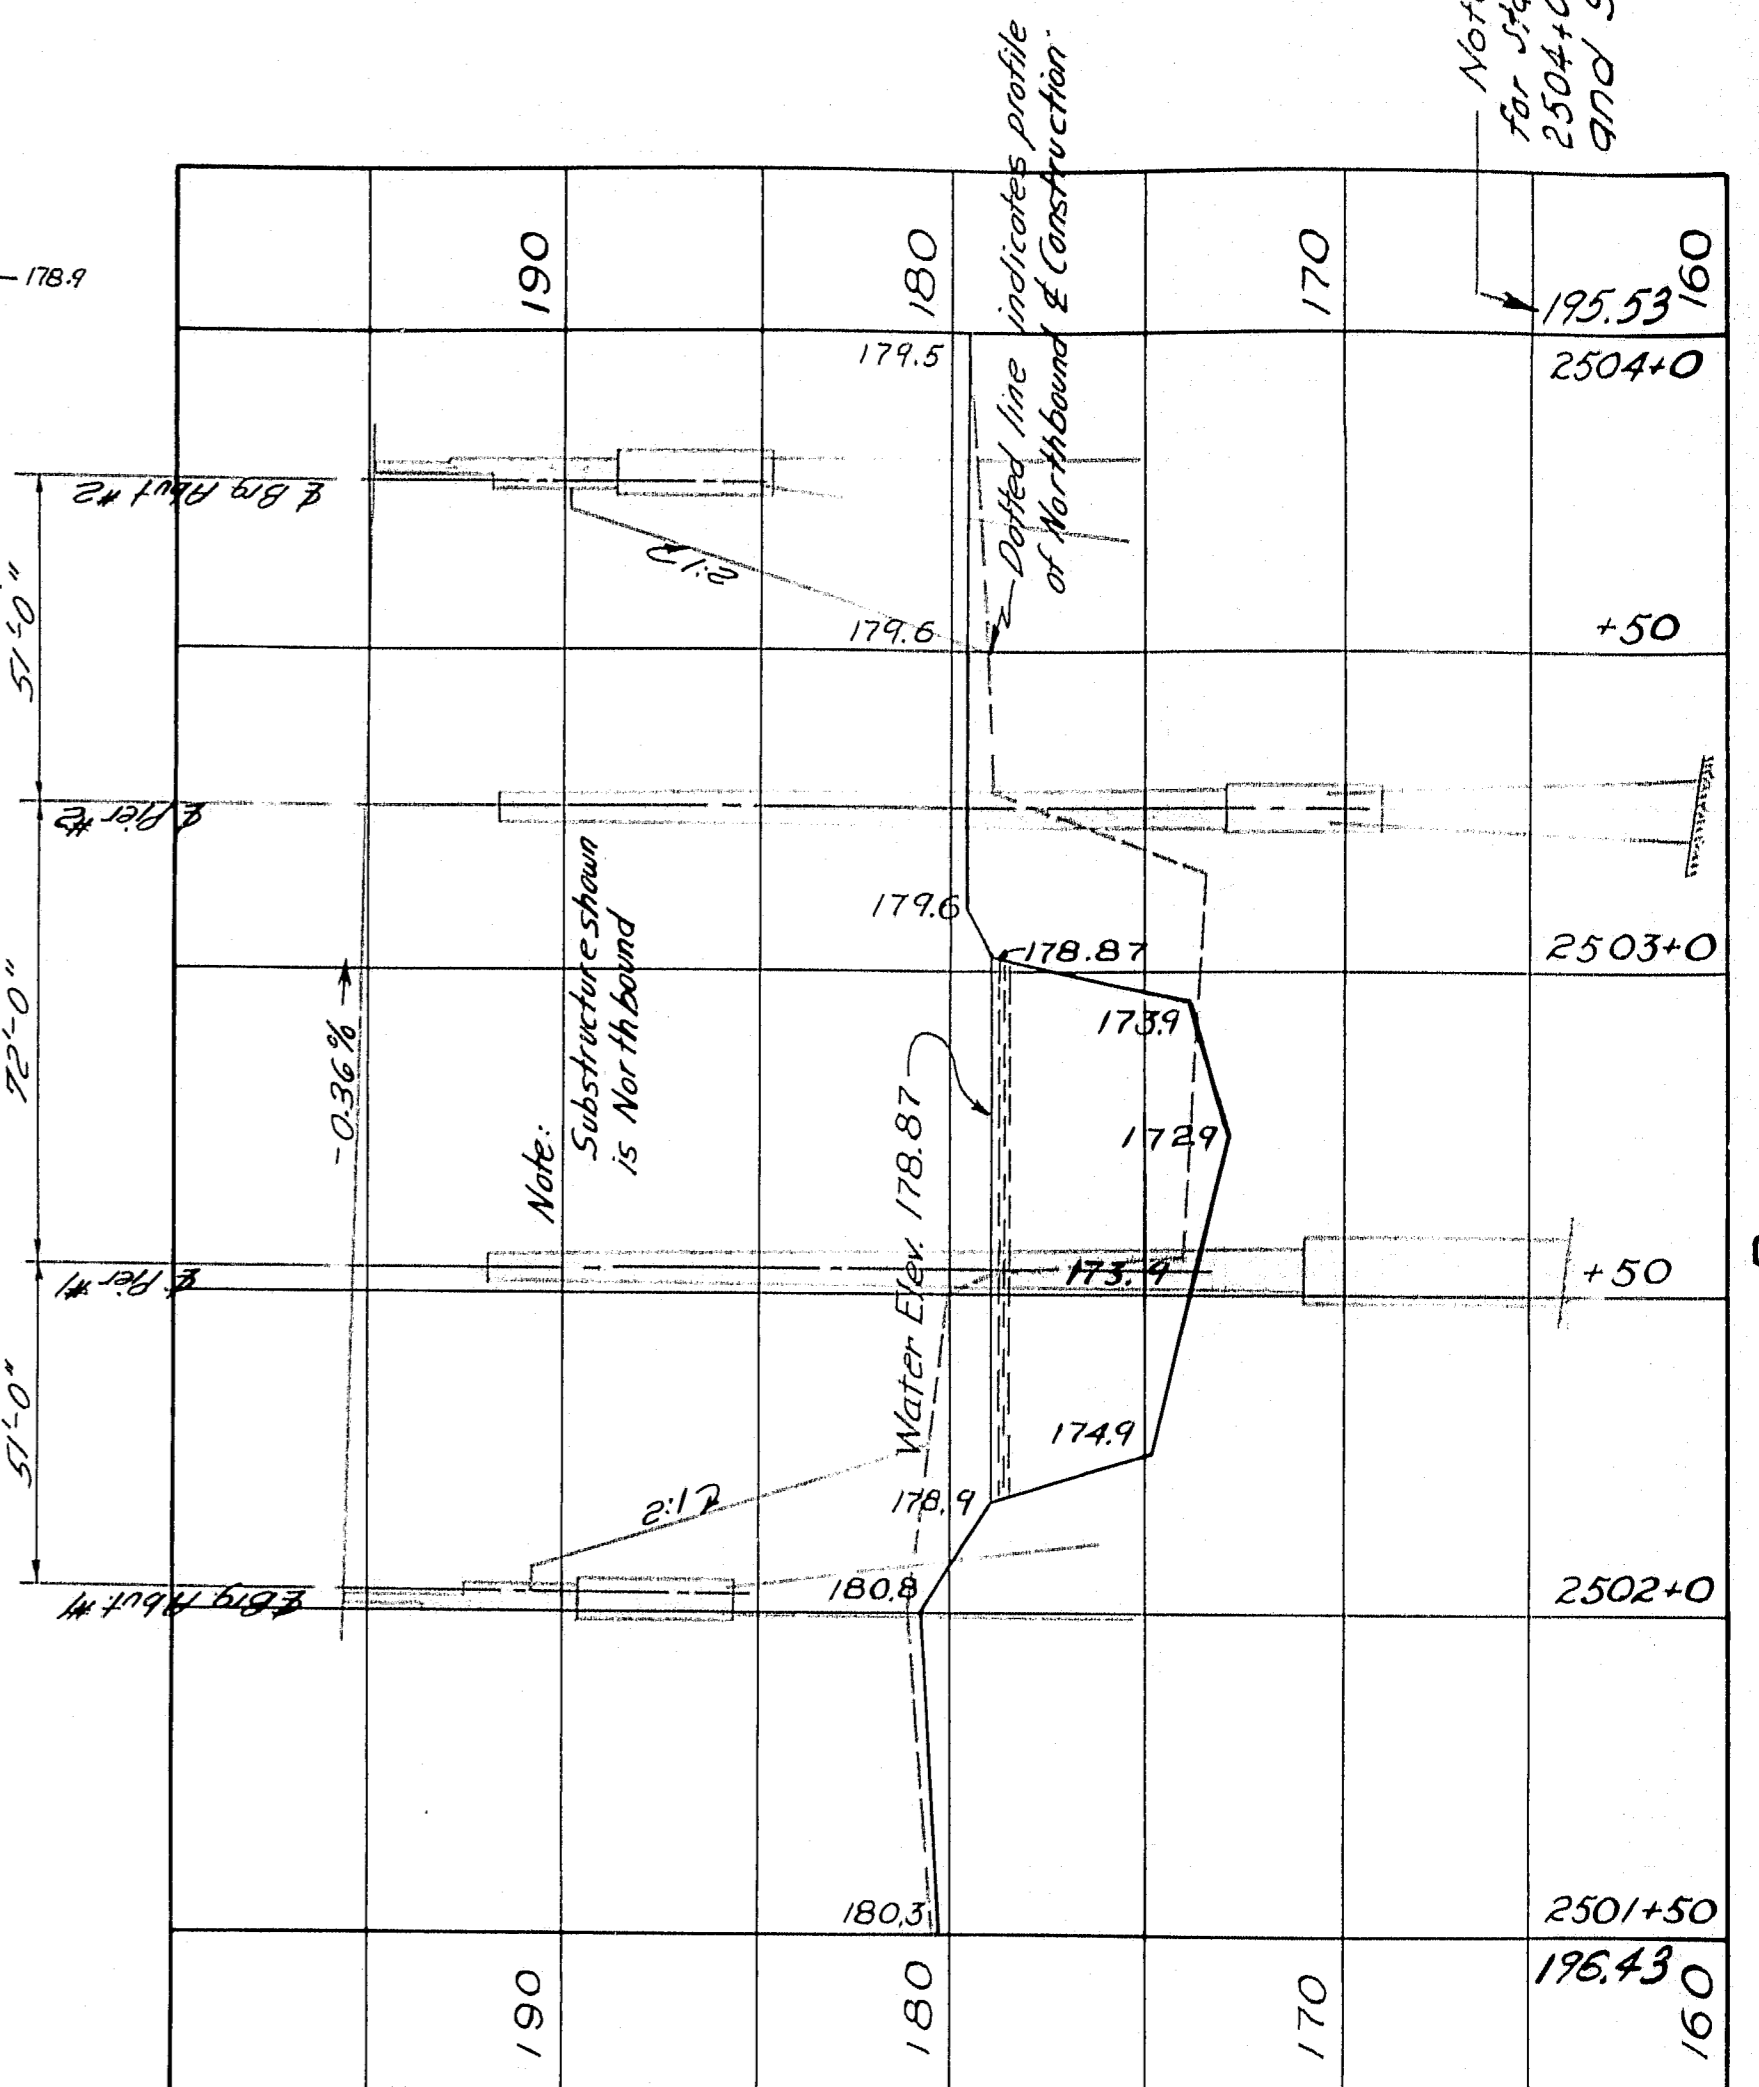 Note
for Sta
2504+0
and S
178.9
190
180
170
160
Dotted line indicates profile
of Northbound ℄ Construction
195.53
179.5
2504+0
℄ Brg Abut #2
51'-0"
2:1
179.6
+50
℄ Pier #2
72'-0"
179.6
178.87
2503+0
-0.36%
Note:
Substructure shown
is Northbound
173.9
172.9
Water Elev. 178.87
℄ Pier #1
173.9
+50
51'-0"
174.9
2:1
178.9
℄ Brg Abut #1
180.8
2502+0
180.3
2501+50
196.43
190
180
170
160